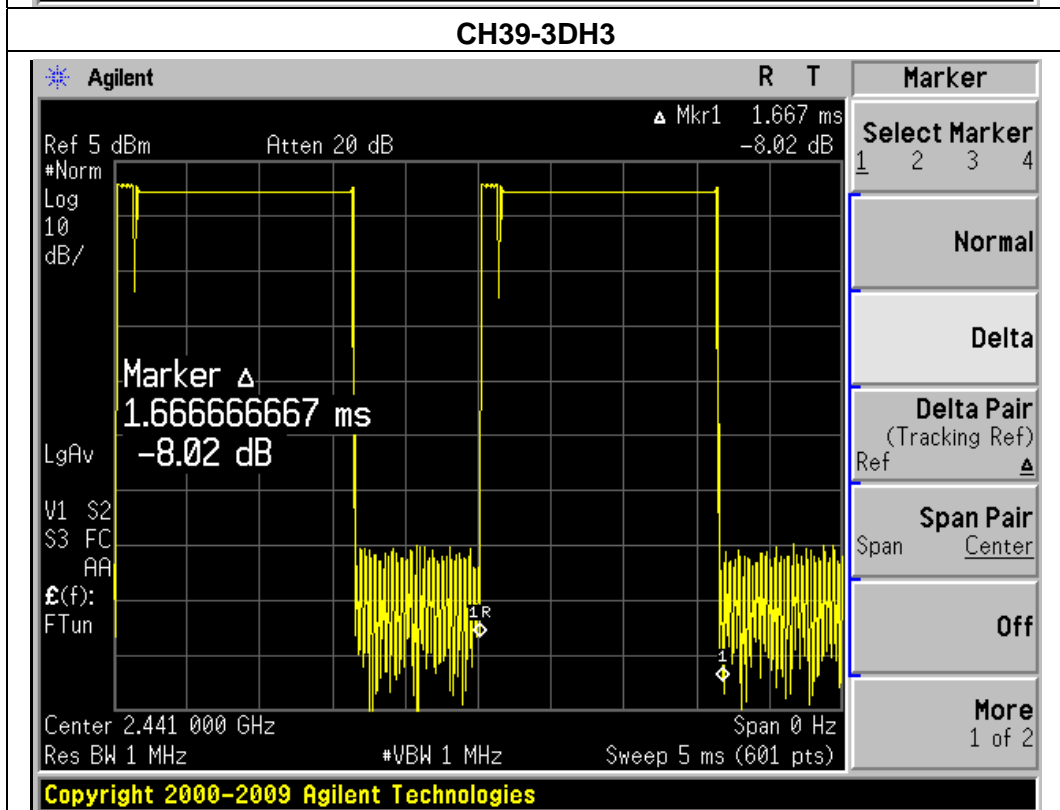 CH39-3DH3
Agilent R T Marker
Δ Mkr1 1.667 ms
Ref 5 dBm Atten 20 dB -8.02 dB
#Norm
Log
10
dB/
Marker Δ
1.666666667 ms
-8.02 dB
LgAv
V1 S2
S3 FC
AA
£(f):
FTun
1R
1
Center 2.441 000 GHz Span 0 Hz
Res BW 1 MHz #VBW 1 MHz Sweep 5 ms (601 pts)
Select Marker
1 2 3 4
Normal
Delta
Delta Pair
(Tracking Ref)
Ref Δ
Span Pair
Span Center
Off
More
1 of 2
Copyright 2000-2009 Agilent Technologies